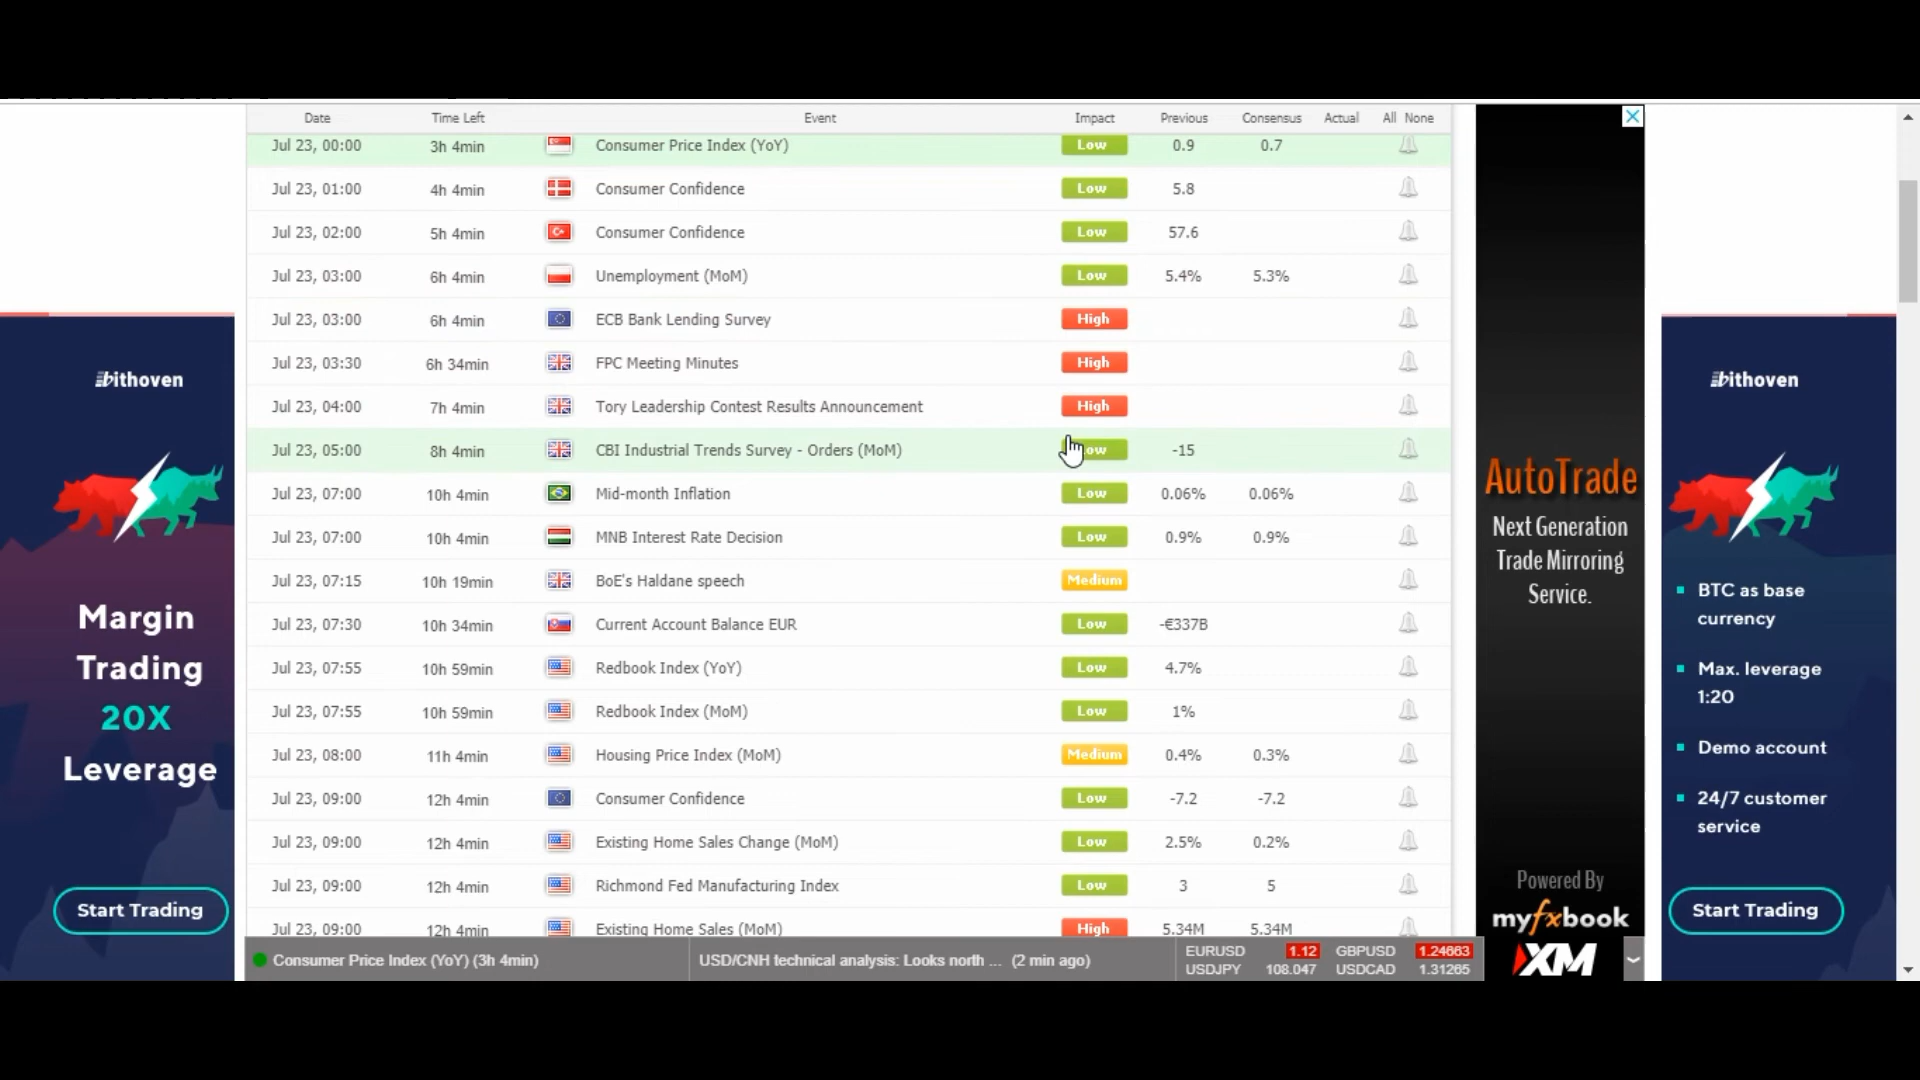 Date Time Left Event Impact Previous Consensus Actual All None
Jul 23, 00:00 3h 4min Consumer Price Index (YoY) Low 0.9 0.7
Jul 23, 01:00 4h 4min Consumer Confidence Low 5.8
Jul 23, 02:00 5h 4min Consumer Confidence Low 57.6
Jul 23, 03:00 6h 4min Unemployment (MoM) Low 5.4% 5.3%
Jul 23, 03:00 6h 4min ECB Bank Lending Survey High
Jul 23, 03:30 6h 34min FPC Meeting Minutes High
Jul 23, 04:00 7h 4min Tory Leadership Contest Results Announcement High
Jul 23, 05:00 8h 4min CBI Industrial Trends Survey - Orders (MoM) ow -15
Jul 23, 07:00 10h 4min Mid-month Inflation Low 0.06% 0.06%
Jul 23, 07:00 10h 4min MNB Interest Rate Decision Low 0.9% 0.9%
Jul 23, 07:15 10h 19min BoE's Haldane speech Medium
Jul 23, 07:30 10h 34min Current Account Balance EUR Low -€337B
Jul 23, 07:55 10h 59min Redbook Index (YoY) Low 4.7%
Jul 23, 07:55 10h 59min Redbook Index (MoM) Low 1%
Jul 23, 08:00 11h 4min Housing Price Index (MoM) Medium 0.4% 0.3%
Jul 23, 09:00 12h 4min Consumer Confidence Low -7.2 -7.2
Jul 23, 09:00 12h 4min Existing Home Sales Change (MoM) Low 2.5% 0.2%
Jul 23, 09:00 12h 4min Richmond Fed Manufacturing Index Low 3 5
Jul 23, 09:00 12h 4min Existing Home Sales (MoM) High 5.34M 5.34M
Consumer Price Index (YoY) (3h 4min) USD/CNH technical analysis: Looks north ... (2 min ago) EURUSD 1.12 GBPUSD 1.24663
USDJPY 108.047 USDCAD 1.31265
bithoven
Margin
Trading
20X
Leverage
Start Trading
AutoTrade
Next Generation
Trade Mirroring
Service.
Powered By
myfxbook
XM
bithoven
BTC as base
currency
Max. leverage
1:20
Demo account
24/7 customer
service
Start Trading